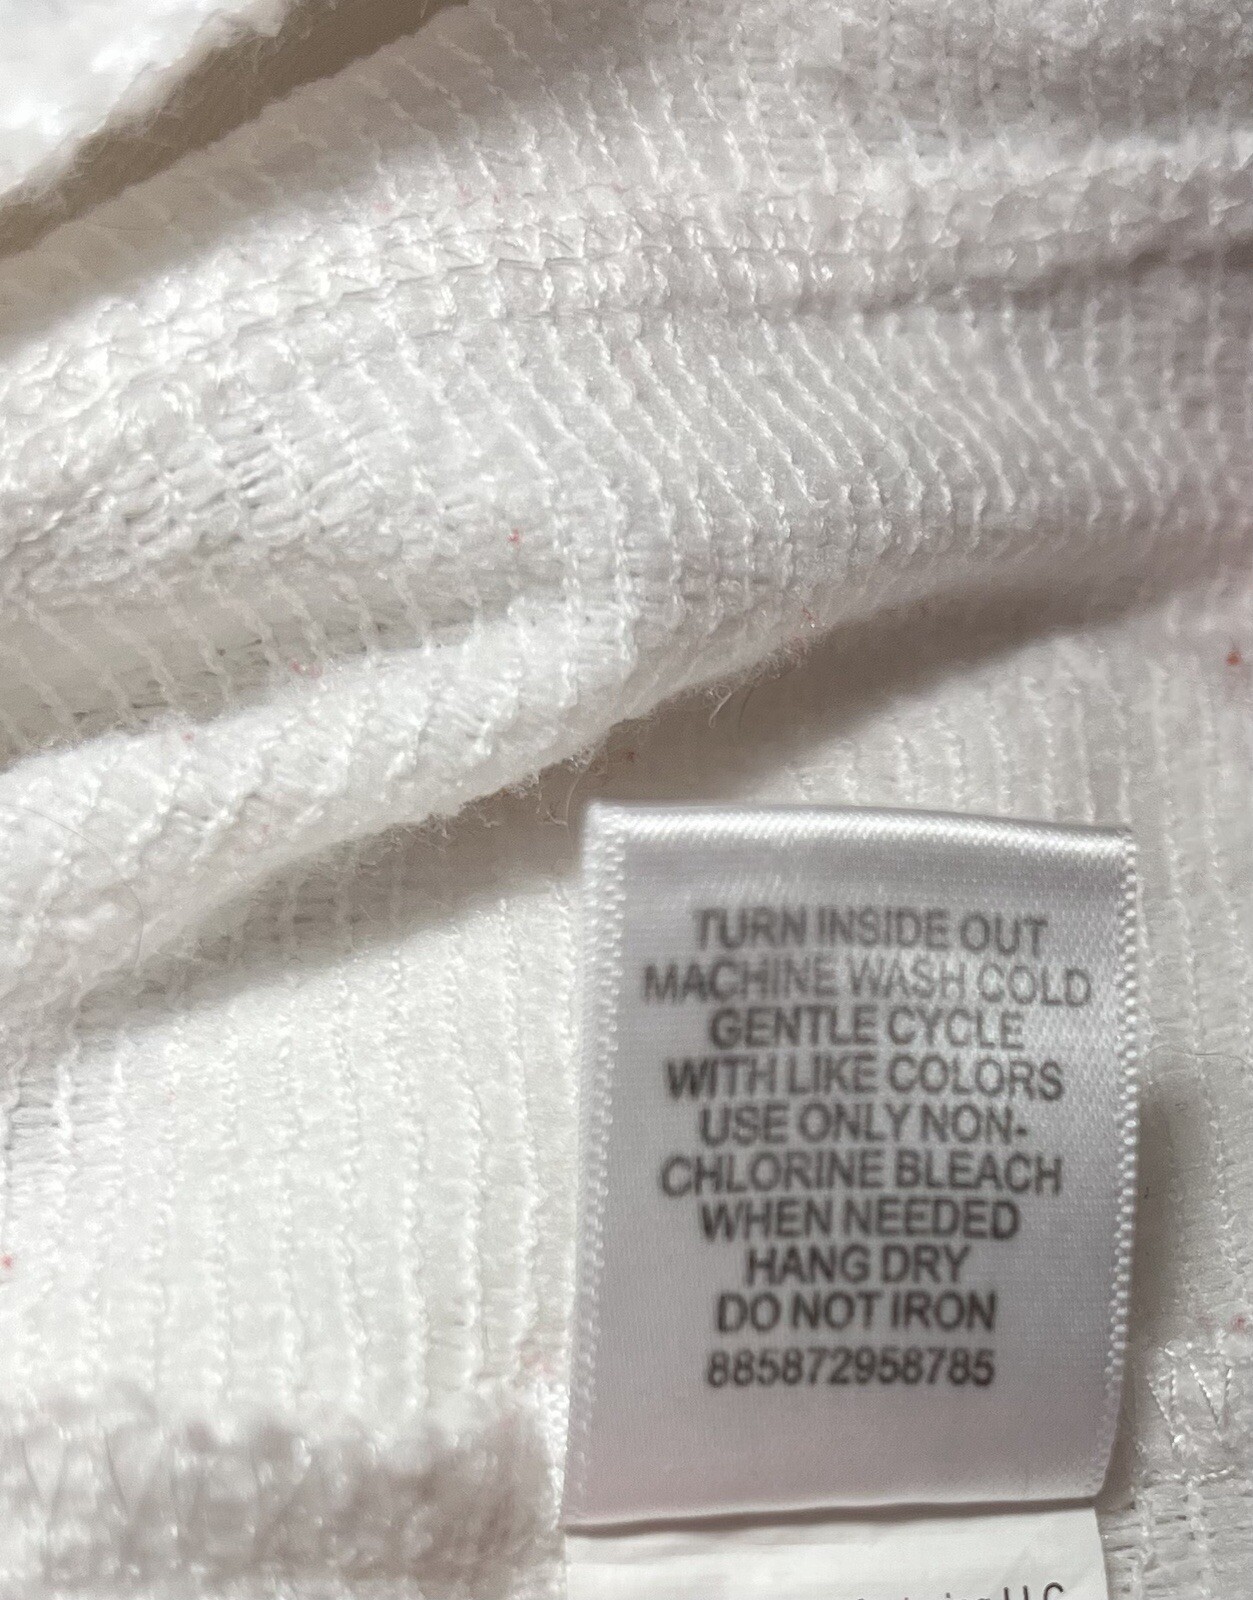 TURN INSIDE OUT
MACHINE WASH COLD
GENTLE CYCLE
WITH LIKE COLORS
USE ONLY NON-
CHLORINE BLEACH
WHEN NEEDED
HANG DRY
DO NOT IRON
885872958785
LLC